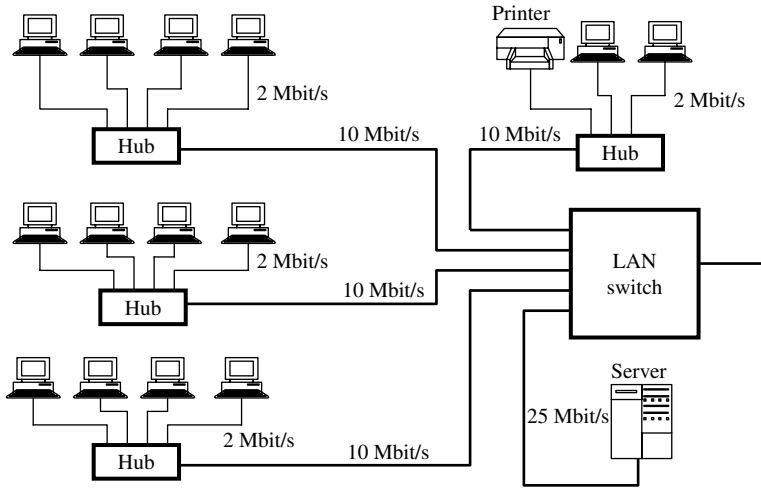 Printer
2 Mbit/s
2 Mbit/s
Hub
10 Mbit/s
10 Mbit/s
Hub
2 Mbit/s
LAN
switch
Hub
10 Mbit/s
Server
25 Mbit/s
2 Mbit/s
Hub
10 Mbit/s